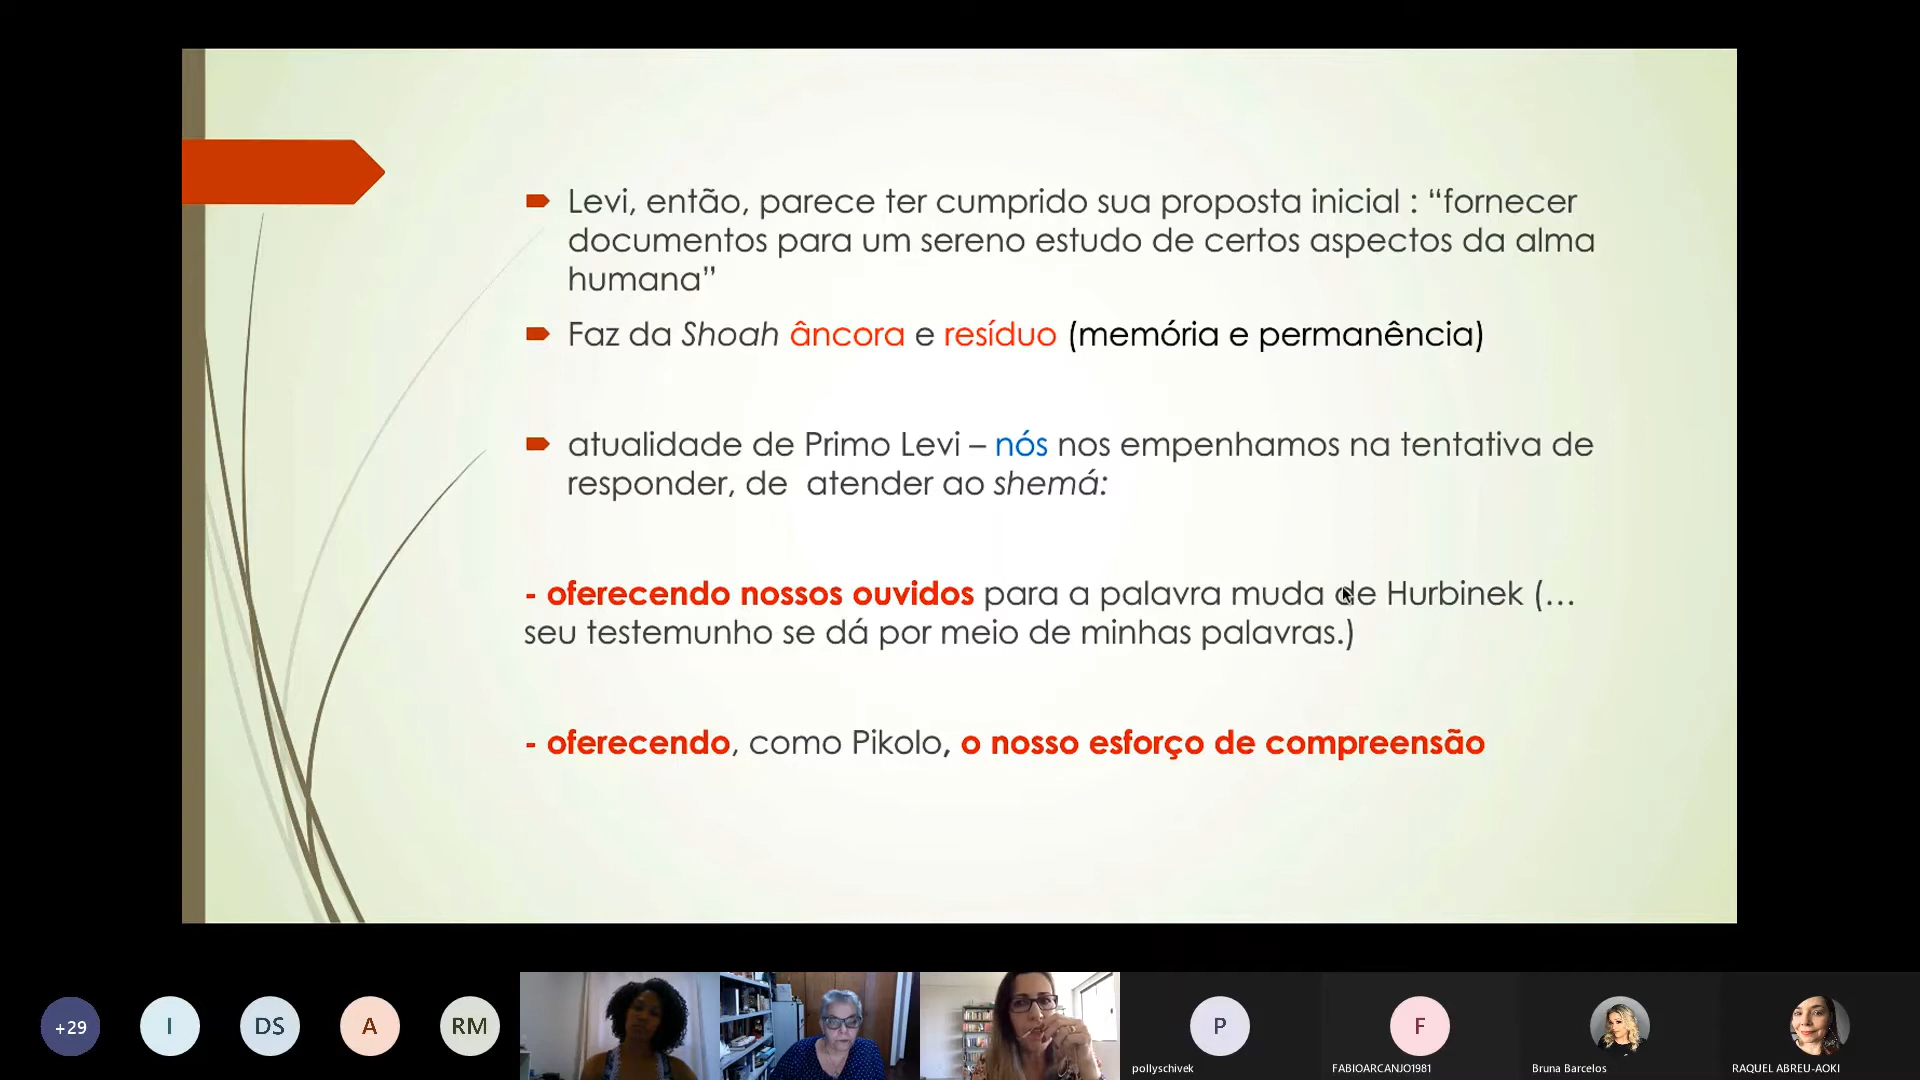 Levi, então, parece ter cumprido sua proposta inicial : “fornecer
documentos para um sereno estudo de certos aspectos da alma
humana”
Faz da Shoah âncora e resíduo (memória e permanência)
atualidade de Primo Levi – nós nos empenhamos na tentativa de
responder, de atender ao shemá:
- oferecendo nossos ouvidos para a palavra muda de Hurbinek (...
seu testemunho se dá por meio de minhas palavras.)
- oferecendo, como Pikolo, o nosso esforço de compreensão
+29
I
DS
A
RM
P
F
pollyschivek
FABIOARCANJO1981
Bruna Barcelos
RAQUEL ABREU-AOKI